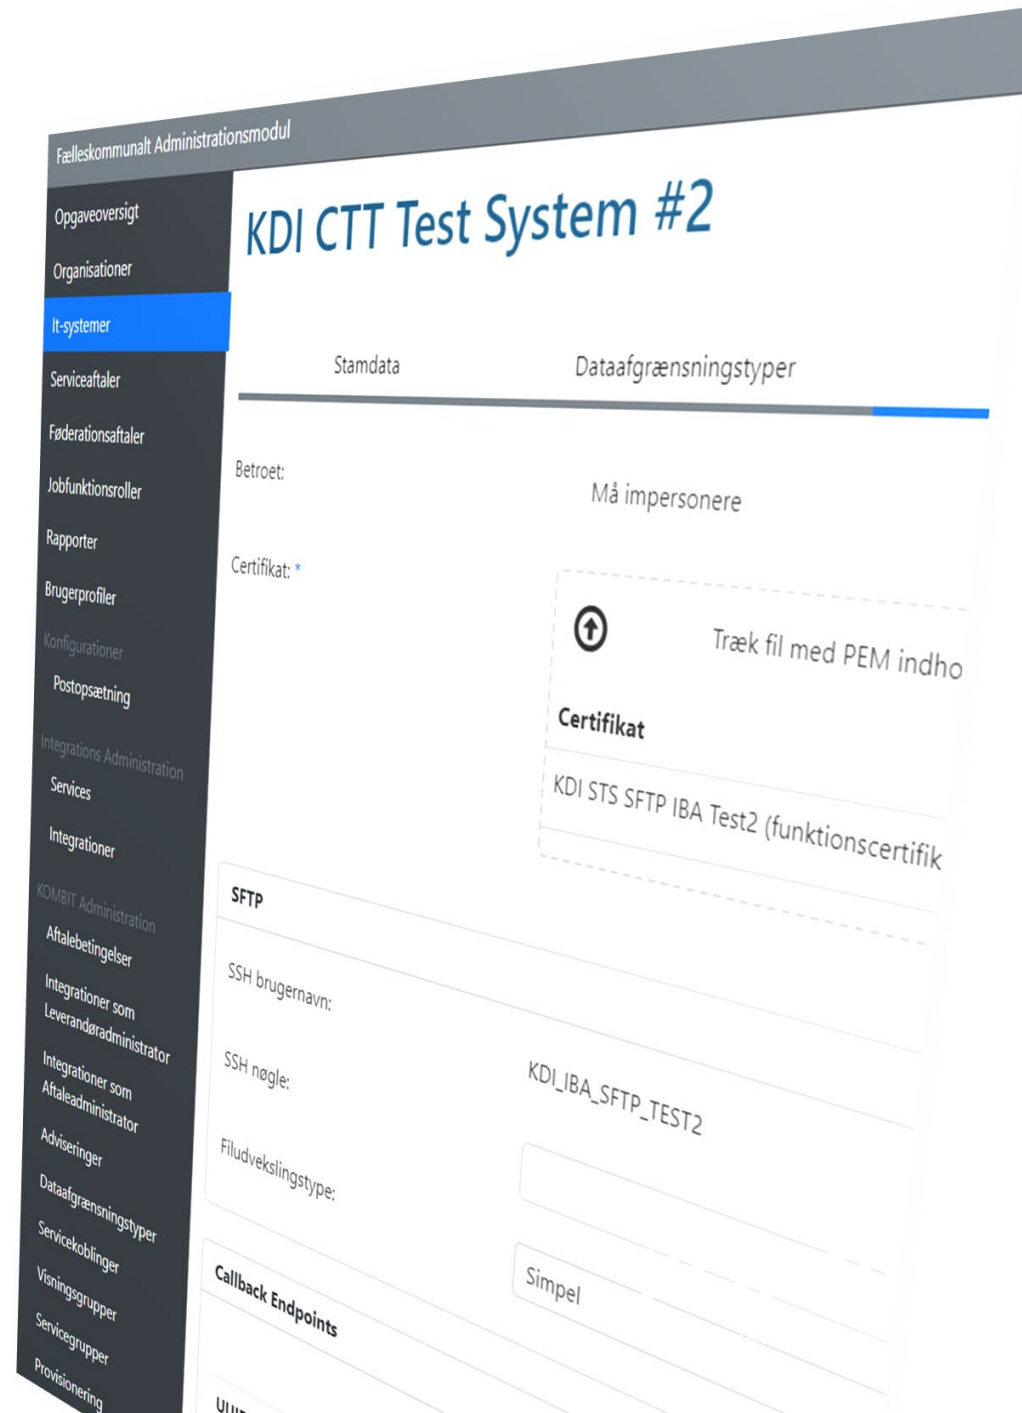 Fælleskommunalt Administrationsmodul
Opgaveoversigt
Organisationer
It-systemer
Serviceaftaler
Føderationsaftaler
Jobfunktionsroller
Rapporter
Brugerprofiler
Konfigurationer
Postopsætning
Integrations Administration
Services
Integrationer
KOMBIT Administration
Aftalebetingelser
Integrationer som
Leverandøradministrator
Integrationer som
Aftaleadministrator
Adviseringer
Dataafgrænsningstyper
Servicekoblinger
Visningsgrupper
Servicegrupper
Provisionering
KDI CTT Test System #2
Stamdata
Dataafgrænsningstyper
Betroet:
Må impersonere
Certifikat: *
Træk fil med PEM indho
Certifikat
KDI STS SFTP IBA Test2 (funktionscertifik
SFTP
SSH brugernavn:
KDI_IBA_SFTP_TEST2
SSH nøgle:
Filudvekslingstype:
Simpel
Callback Endpoints